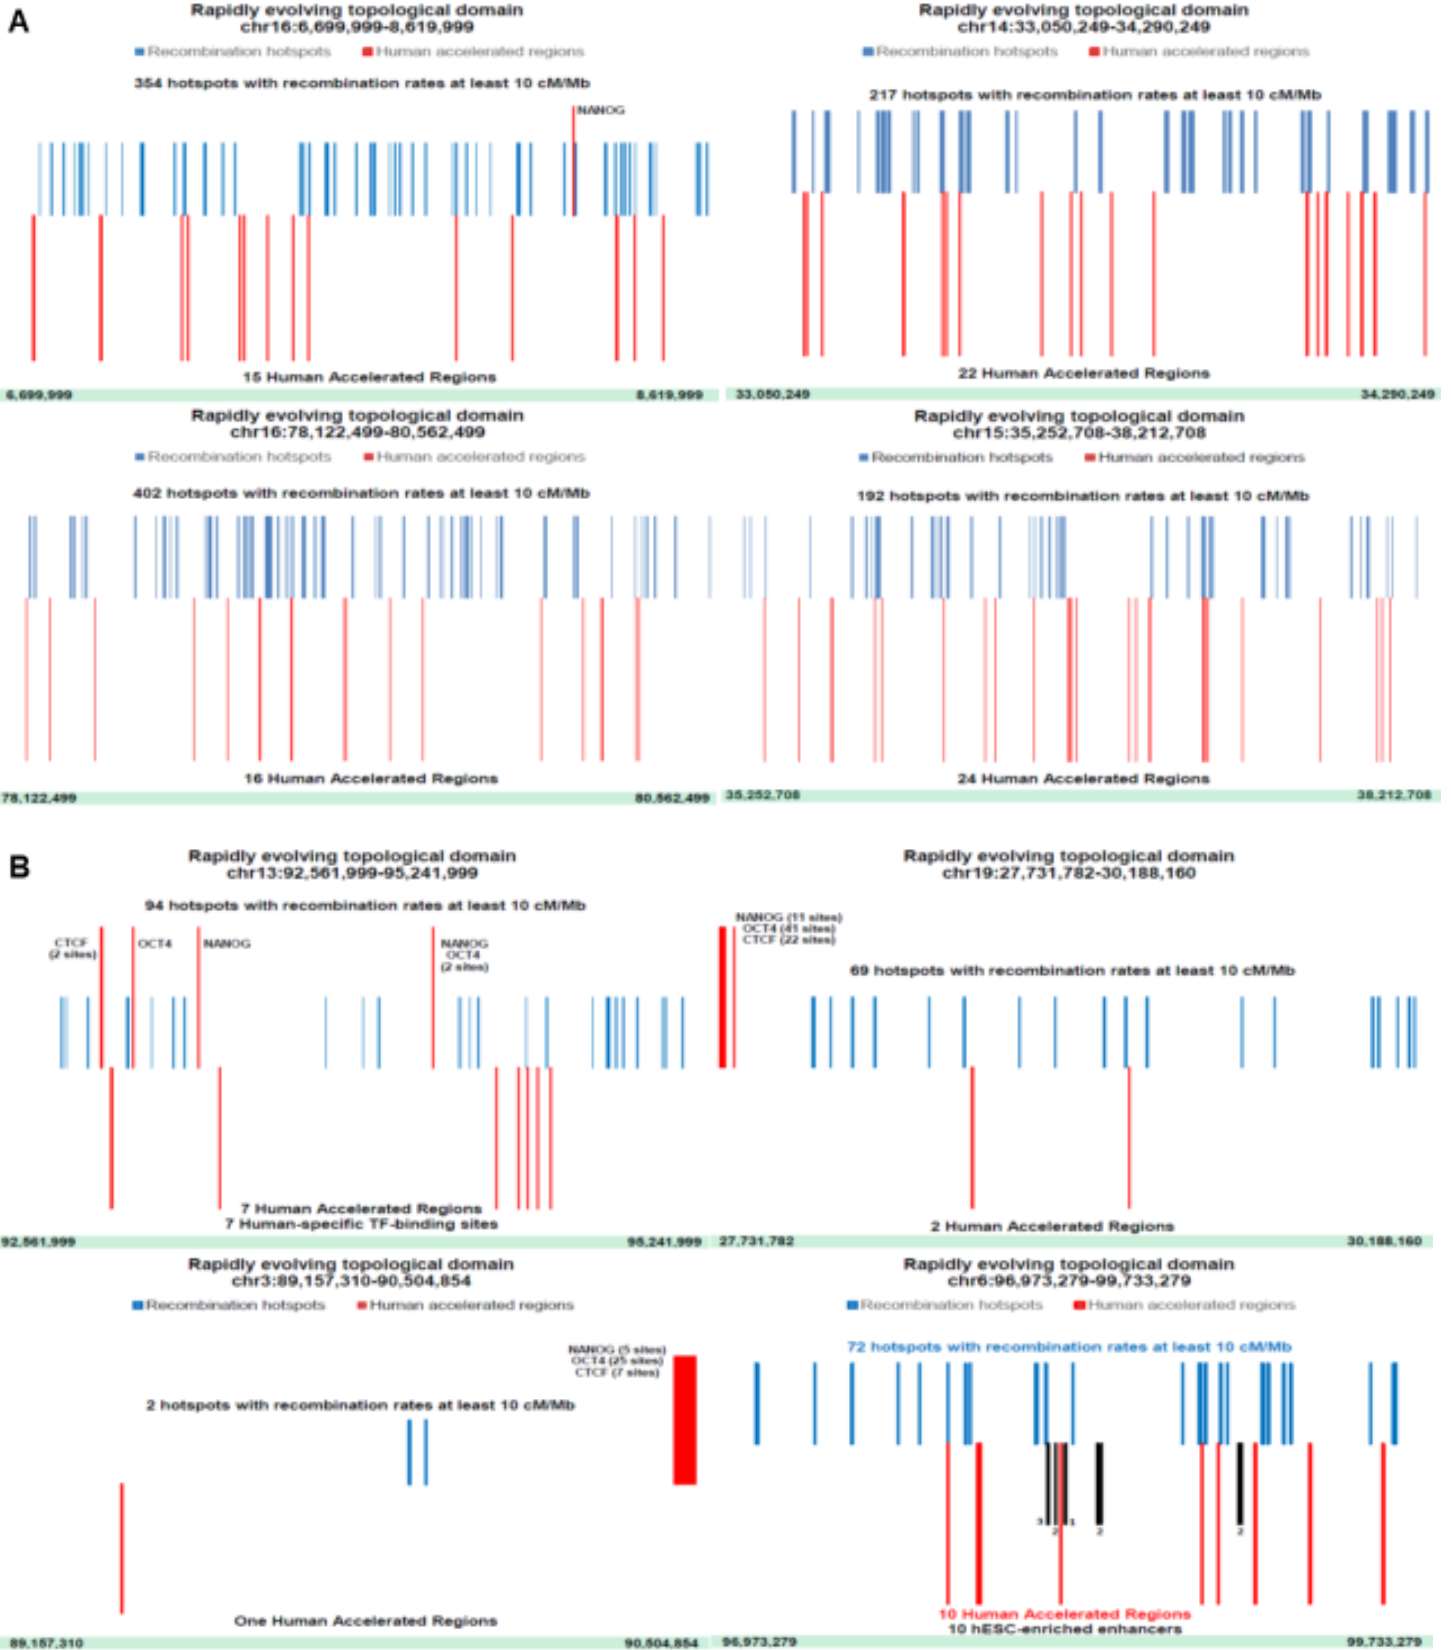 A
Rapidly evolving topological domain
chr16:6,699,999-8,619,999
Recombination hotspots Human accelerated regions
354 hotspots with recombination rates at least 10 cM/Mb
NANOG
15 Human Accelerated Regions
6,699,999 8,619,999
Rapidly evolving topological domain
chr14:33,050,249-34,290,249
Recombination hotspots Human accelerated regions
217 hotspots with recombination rates at least 10 cM/Mb
22 Human Accelerated Regions
33,050,249 34,290,249
Rapidly evolving topological domain
chr16:78,122,499-80,562,499
Recombination hotspots Human accelerated regions
402 hotspots with recombination rates at least 10 cM/Mb
16 Human Accelerated Regions
78,122,499 80,562,499
Rapidly evolving topological domain
chr15:35,252,708-38,212,708
Recombination hotspots Human accelerated regions
192 hotspots with recombination rates at least 10 cM/Mb
24 Human Accelerated Regions
35,252,708 38,212,708
B
Rapidly evolving topological domain
chr13:92,561,999-95,241,999
94 hotspots with recombination rates at least 10 cM/Mb
CTCF
(2 sites)
OCT4
NANOG
NANOG
OCT4
(2 sites)
7 Human Accelerated Regions
7 Human-specific TF-binding sites
92,561,999 95,241,999
Rapidly evolving topological domain
chr19:27,731,782-30,188,160
NANOG (11 sites)
OCT4 (41 sites)
CTCF (22 sites)
69 hotspots with recombination rates at least 10 cM/Mb
2 Human Accelerated Regions
27,731,782 30,188,160
Rapidly evolving topological domain
chr3:89,157,310-90,504,854
Recombination hotspots Human accelerated regions
NANOG (5 sites)
OCT4 (25 sites)
CTCF (7 sites)
2 hotspots with recombination rates at least 10 cM/Mb
One Human Accelerated Regions
89,157,310 90,504,854
Rapidly evolving topological domain
chr6:96,973,279-99,733,279
Recombination hotspots Human accelerated regions
72 hotspots with recombination rates at least 10 cM/Mb
3 1
2 2 2
10 Human Accelerated Regions
10 hESC-enriched enhancers
96,973,279 99,733,279